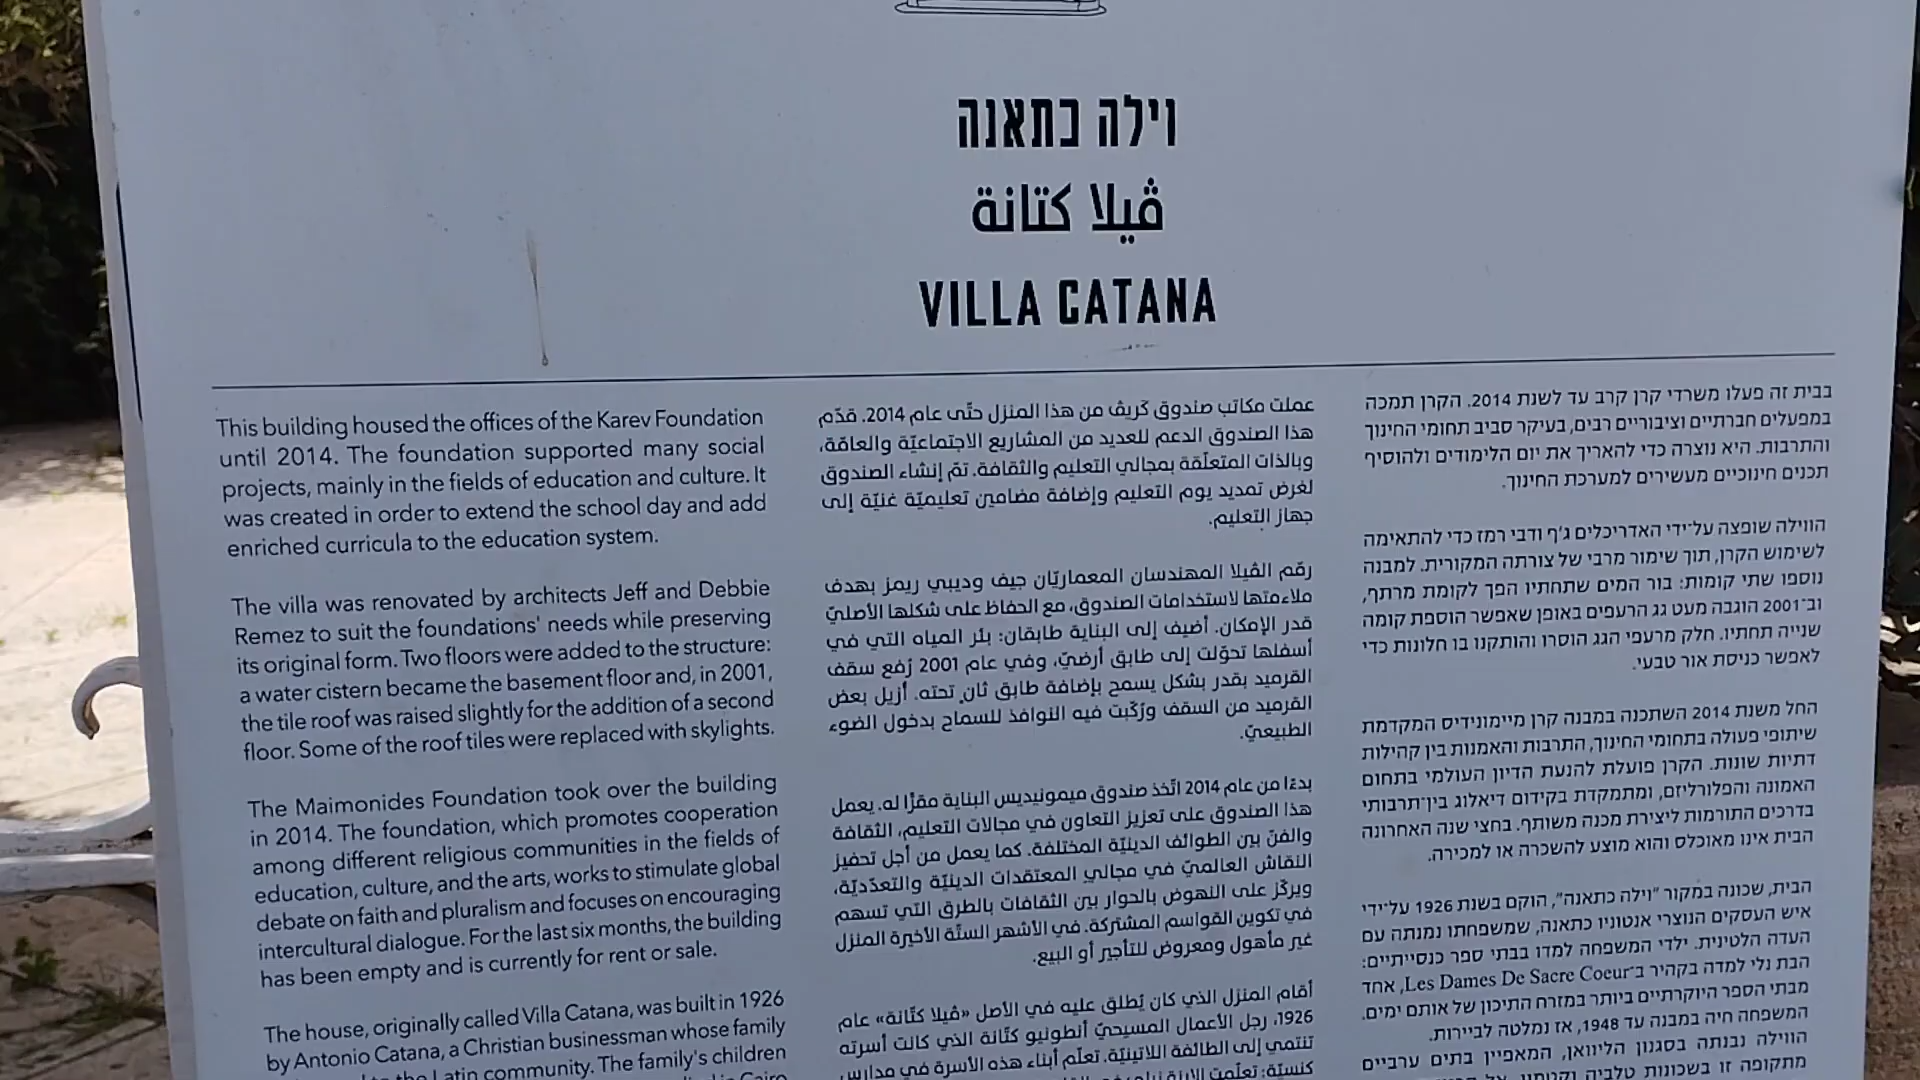 וילה כתאנה
ڤيلا كتانة
VILLA CATANA
This building housed the offices of the Karev Foundation
until 2014. The foundation supported many social
projects, mainly in the fields of education and culture. It
was created in order to extend the school day and add
enriched curricula to the education system.
The villa was renovated by architects Jeff and Debbie
Remez to suit the foundations' needs while preserving
its original form. Two floors were added to the structure:
a water cistern became the basement floor and, in 2001,
the tile roof was raised slightly for the addition of a second
floor. Some of the roof tiles were replaced with skylights.
The Maimonides Foundation took over the building
in 2014. The foundation, which promotes cooperation
among different religious communities in the fields of
education, culture, and the arts, works to stimulate global
debate on faith and pluralism and focuses on encouraging
intercultural dialogue. For the last six months, the building
has been empty and is currently for rent or sale.
The house, originally called Villa Catana, was built in 1926
by Antonio Catana, a Christian businessman whose family
the Latin community. The family's children
in Cairo
عملت مكاتب صندوق كَريڤ من هذا المنزل حتّى عام 2014. قدّم
هذا الصندوق الدعم للعديد من المشاريع الاجتماعيّة والعامّة،
وبالذات المتعلّقة بمجالي التعليم والثقافة. تمّ إنشاء الصندوق
لغرض تمديد يوم التعليم وإضافة مضامين تعليميّة غنيّة إلى
جهاز التعليم.
رمّم الڤيلا المهندسان المعماريّان جيف وديبي ريمز بهدف
ملاءمتها لاستخدامات الصندوق، مع الحفاظ على شكلها الأصليّ
قدر الإمكان. أضيف إلى البناية طابقان: بئر المياه التي في
أسفلها تحوّلت إلى طابق أرضيّ، وفي عام 2001 رُفع سقف
القرميد بقدر بشكل يسمح بإضافة طابق ثانٍ تحته. أزيل بعض
القرميد من السقف ورُكّبت فيه النوافذ للسماح بدخول الضوء
الطبيعيّ.
بدءًا من عام 2014 اتّخذ صندوق ميمونيديس البناية مقرًّا له. يعمل
هذا الصندوق على تعزيز التعاون في مجالات التعليم، الثقافة
والفنّ بين الطوائف الدينيّة المختلفة. كما يعمل من أجل تحفيز
النقاش العالميّ في مجالي المعتقدات الدينيّة والتعدّديّة،
ويركّز على النهوض بالحوار بين الثقافات بالطرق التي تسهم
في تكوين القواسم المشتركة. في الأشهر الستّة الأخيرة المنزل
غير مأهول ومعروض للتأجير أو البيع.
أقام المنزل الذي كان يُطلق عليه في الأصل «ڤيلا كتّانة» عام
1926، رجل الأعمال المسيحيّ أنطونيو كتّانة الذي كانت أسرته
تنتمي إلى الطائفة اللاتينيّة. تعلّم أبناء هذه الأسرة في مدارس
כבית זה פעלו משרדי קרן קרב עד לשנת 2014. הקרן תמכה
במפעלים חברתיים וציבוריים רבים, בעיקר סביב תחומי החינוך
והתרבות. היא נוצרה כדי להאריך את יום הלימודים ולהוסיף
תכנים חינוכיים מעשירים למערכת החינוך.
הווילה שופצה על־ידי האדריכלים ג'ף ודבי רמז כדי להתאימה
לשימוש הקרן, תוך שימור מרבי של צורתה המקורית. למבנה
נוספו שתי קומות: בור המים שתחתיו הפך לקומת מרתף,
וב־2001 הוגבה מעט גג הרעפים באופן שאפשר הוספת קומה
שנייה תחתיו. חלק מרעפי הגג הוסרו והותקנו בו חלונות כדי
לאפשר כניסת אור טבעי.
החל משנת 2014 השתכנה במבנה קרן מיימונידיס המקדמת
שיתופי פעולה בתחומי החינוך, התרבות והאמנות בין קהילות
דתיות שונות. הקרן פועלת להנעת הדיון העולמי בתחום
האמונה והפלורליזם, ומתמקדת בקידום דיאלוג בין־תרבותי
בדרכים התורמות ליצירת מכנה משותף. בחצי שנה האחרונה
הבית אינו מאוכלס והוא מוצע להשכרה או למכירה.
הבית, שכונה במקור "וילה כתאנה", הוקם בשנת 1926 על־ידי
איש העסקים הנוצרי אנטוניו כתאנה, שמשפחתו נמנתה עם
העדה הלטינית. ילדי המשפחה למדו בבתי ספר כנסייתיים:
הבת נלי למדה בקהיר ב־Les Dames De Sacre Coeur, אחד
מבתי הספר היוקרתיים ביותר במזרח התיכון של אותם ימים.
המשפחה חיה במבנה עד 1948, אז נמלטה לביירות.
הווילה נבנתה בסגנון הליוואן, המאפיין בתים ערביים
מתקופה זו בשכונות טלביה וקטמון